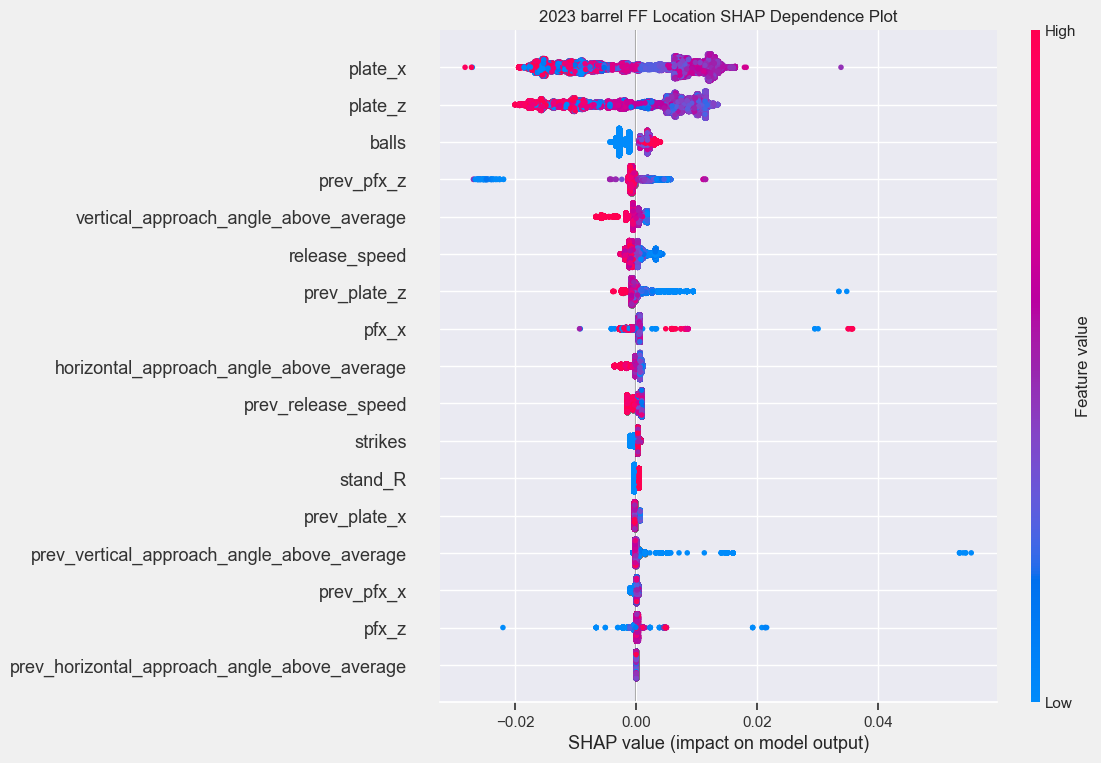 2023 barrel FF Location SHAP Dependence Plot
High
plate_x
plate_z
balls
prev_pfx_z
vertical_approach_angle_above_average
release_speed
prev_plate_z
pfx_x
horizontal_approach_angle_above_average
prev_release_speed
strikes
stand_R
prev_plate_x
prev_vertical_approach_angle_above_average
prev_pfx_x
pfx_z
prev_horizontal_approach_angle_above_average
Feature value
Low
−0.02 0.00 0.02 0.04
SHAP value (impact on model output)